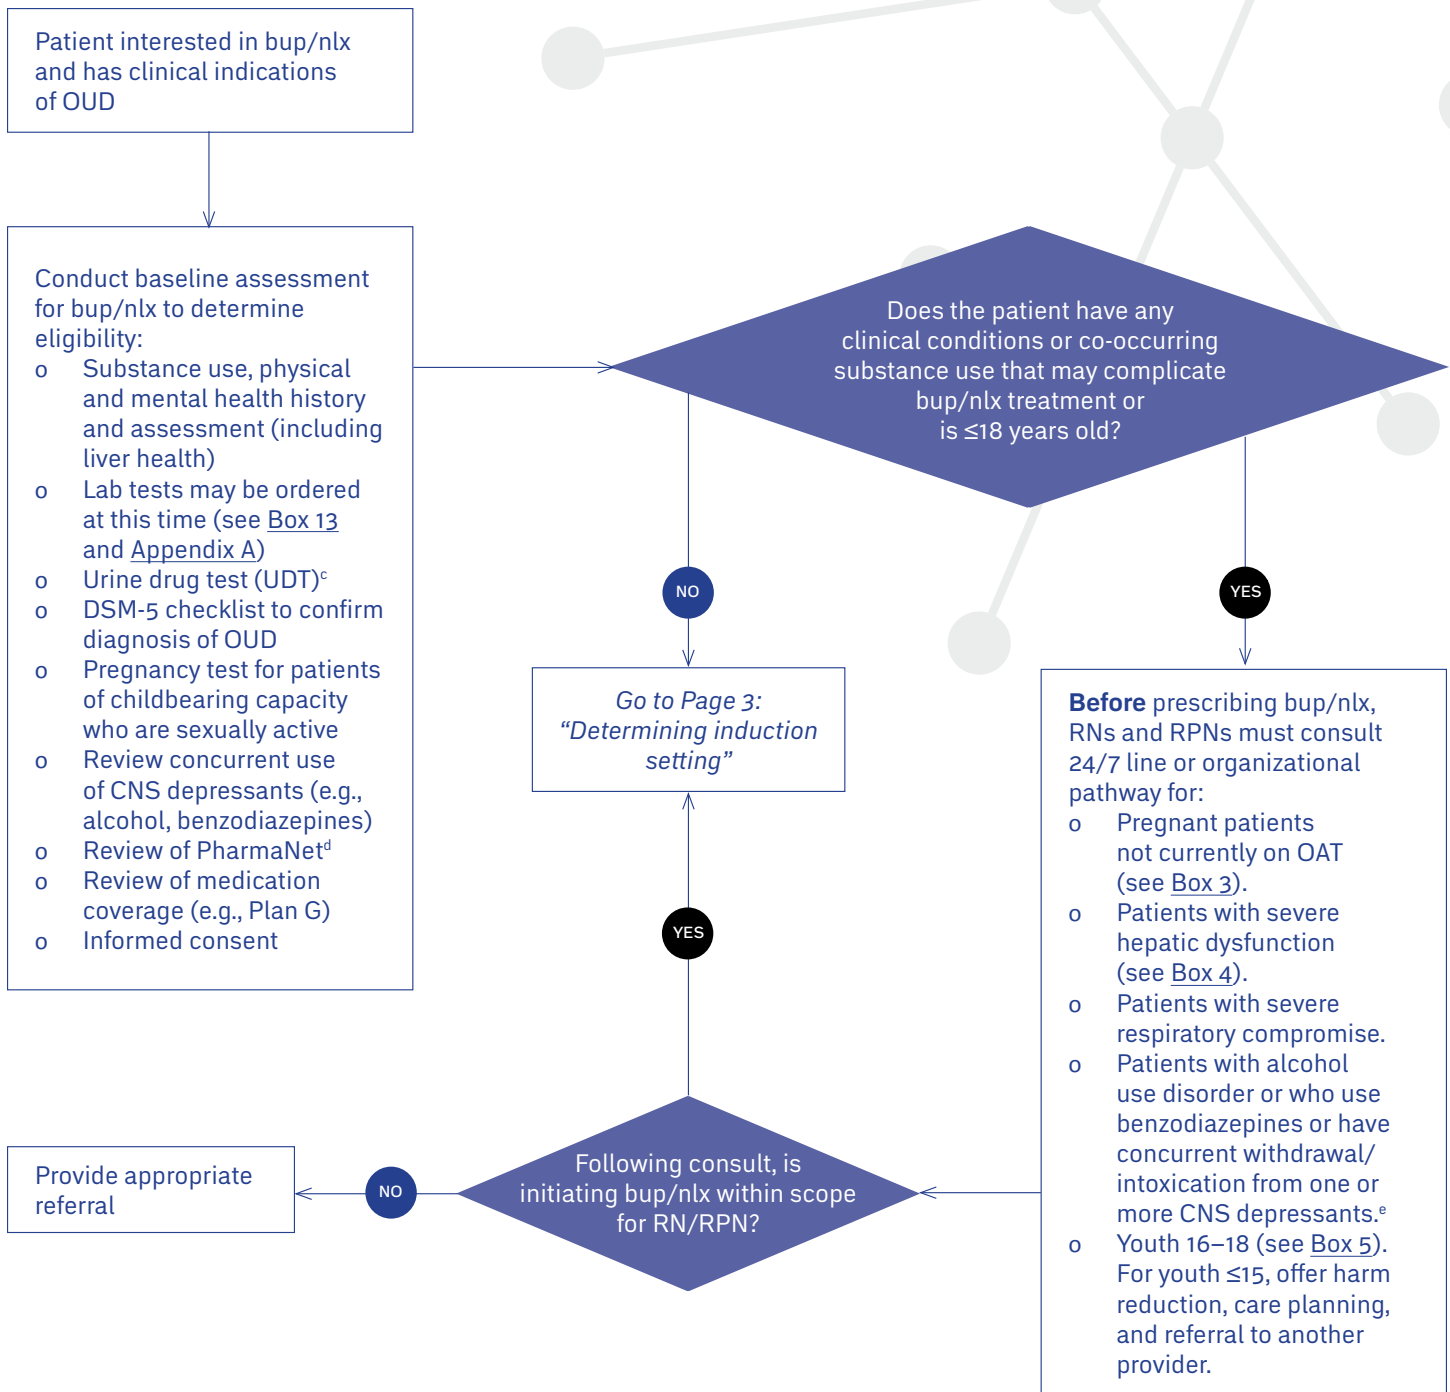 Patient interested in bup/nlx
and has clinical indications
of OUD
Conduct baseline assessment
for bup/nlx to determine
eligibility:
o Substance use, physical
and mental health history
and assessment (including
liver health)
o Lab tests may be ordered
at this time (see Box 13
and Appendix A)
o Urine drug test (UDT)ᶜ
o DSM-5 checklist to confirm
diagnosis of OUD
o Pregnancy test for patients
of childbearing capacity
who are sexually active
o Review concurrent use
of CNS depressants (e.g.,
alcohol, benzodiazepines)
o Review of PharmaNetᵈ
o Review of medication
coverage (e.g., Plan G)
o Informed consent
Does the patient have any
clinical conditions or co-occurring
substance use that may complicate
bup/nlx treatment or
is ≤18 years old?
NO
YES
Go to Page 3:
“Determining induction
setting”
Before prescribing bup/nlx,
RNs and RPNs must consult
24/7 line or organizational
pathway for:
o Pregnant patients
not currently on OAT
(see Box 3).
o Patients with severe
hepatic dysfunction
(see Box 4).
o Patients with severe
respiratory compromise.
o Patients with alcohol
use disorder or who use
benzodiazepines or have
concurrent withdrawal/
intoxication from one or
more CNS depressants.ᵉ
o Youth 16–18 (see Box 5).
For youth ≤15, offer harm
reduction, care planning,
and referral to another
provider.
YES
Following consult, is
initiating bup/nlx within scope
for RN/RPN?
NO
Provide appropriate
referral